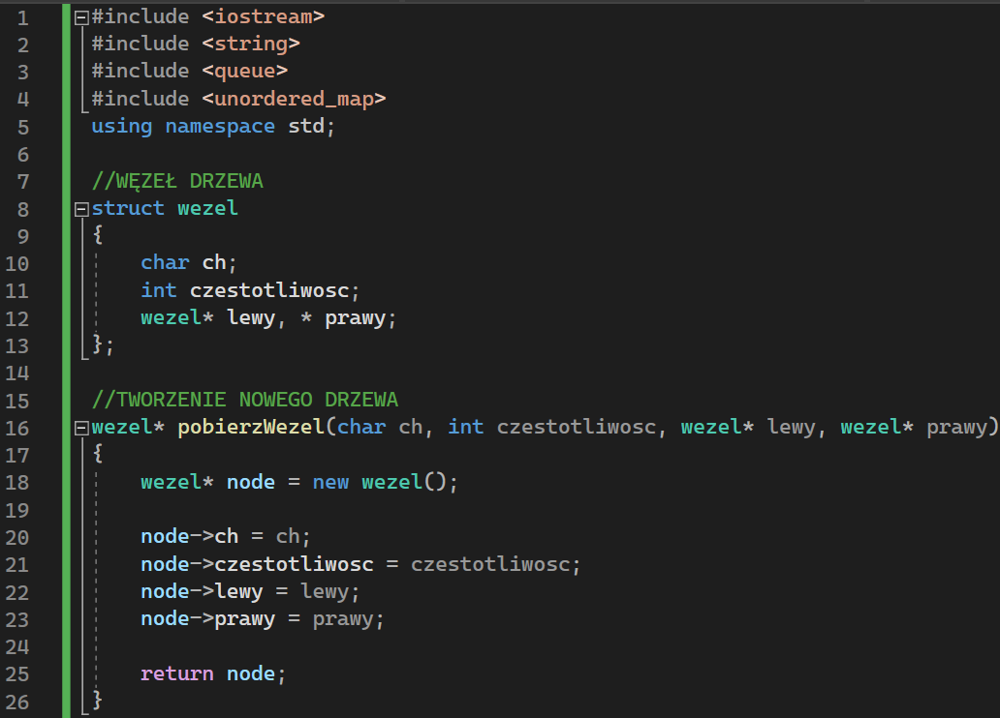 1 #include <iostream>
2 #include <string>
3 #include <queue>
4 #include <unordered_map>
5 using namespace std;
6
7 //WĘZEŁ DRZEWA
8 struct wezel
9 {
10 char ch;
11 int czestotliwosc;
12 wezel* lewy, * prawy;
13 };
14
15 //TWORZENIE NOWEGO DRZEWA
16 wezel* pobierzWezel(char ch, int czestotliwosc, wezel* lewy, wezel* prawy)
17 {
18 wezel* node = new wezel();
19
20 node->ch = ch;
21 node->czestotliwosc = czestotliwosc;
22 node->lewy = lewy;
23 node->prawy = prawy;
24
25 return node;
26 }